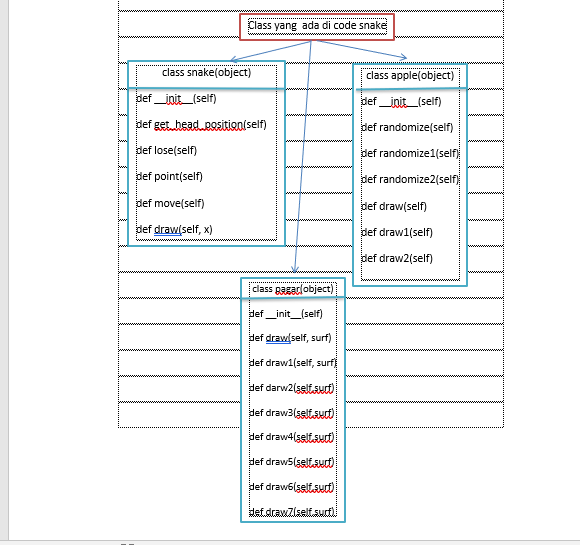 Class yang ada di code snake
class snake(object)
def __init__(self)
def get_head_position(self)
def lose(self)
def point(self)
def move(self)
def draw(self, x)
class apple(object)
def __init__(self)
def randomize(self)
def randomize1(self)
def randomize2(self)
def draw(self)
def draw1(self)
def draw2(self)
class pagar(object)
def __init__(self)
def draw(self, surf)
def draw1(self, surf)
def darw2(self,surf)
def draw3(self,surf)
def draw4(self,surf)
def draw5(self,surf)
def draw6(self,surf)
def draw7(self,surf)